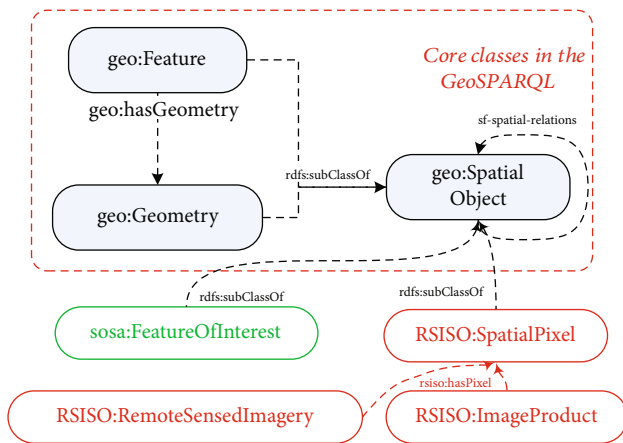 geo:Feature
Core classes in the
GeoSPARQL
geo:hasGeometry
sf-spatial-relations
rdfs:subClassOf
geo:Spatial
Object
geo:Geometry
rdfs:subClassOf
rdfs:subClassOf
sosa:FeatureOfInterest
RSISO:SpatialPixel
rsiso:hasPixel
RSISO:RemoteSensedImagery
RSISO:ImageProduct